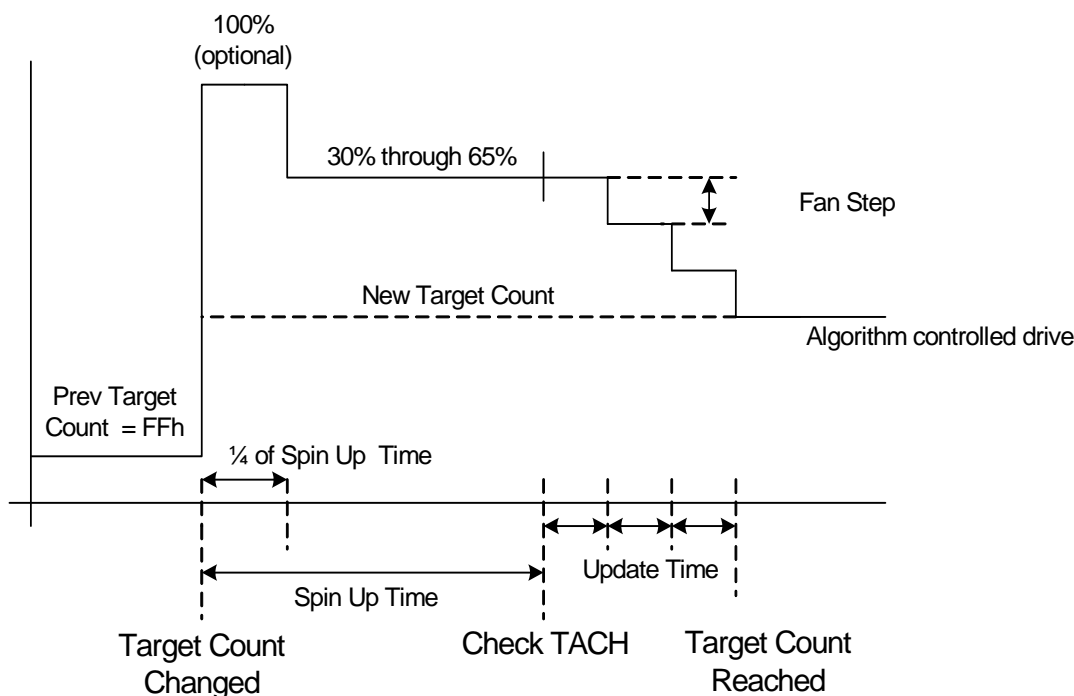 100%
(optional)
30% through 65%
Fan Step
New Target Count
Algorithm controlled drive
Prev Target
Count = FFh
¼ of Spin Up Time
Update Time
Spin Up Time
Target Count
Changed
Check TACH
Target Count
Reached